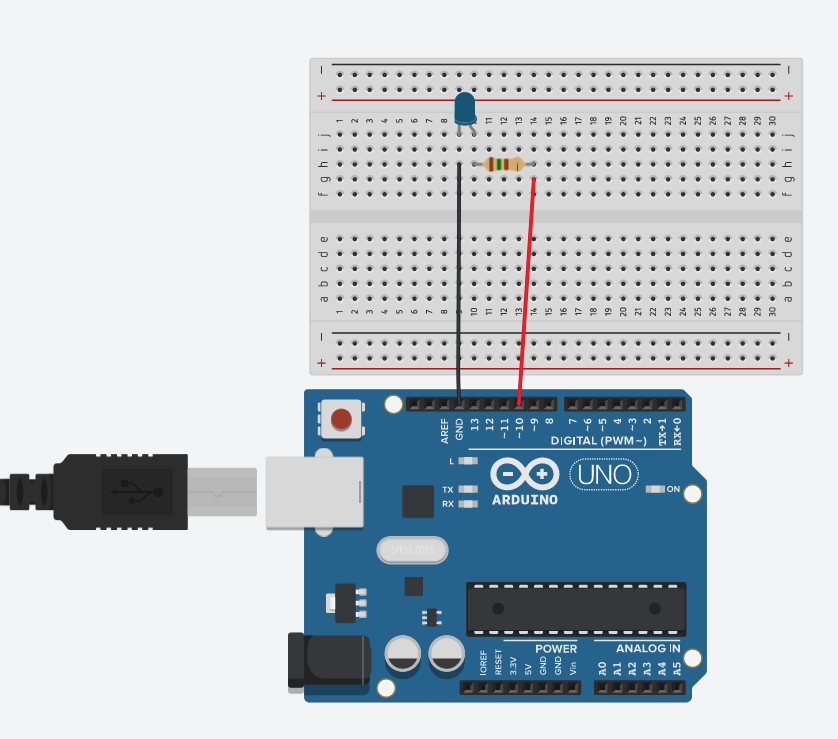 − −
+ +
1 2 3 4 5 6 7 8 10 11 12 13 14 15 16 17 18 19 20 21 22 23 24 25 26 27 28 29 30
j j
i i
h h
g g
f f
e e
d d
c c
b b
a a
1 2 3 4 5 6 7 8 9 10 11 12 13 14 15 16 17 18 19 20 21 22 23 24 25 26 27 28 29 30
− −
+ +
AREF GND 13 12 ~11 ~10 ~9 8 7 ~6 ~5 4 ~3 2 TX→1 RX←0
DIGITAL (PWM~)
L
TX
RX
ARDUINO
UNO
ON
POWER
ANALOG IN
IOREF RESET 3.3V 5V GND GND Vin A0 A1 A2 A3 A4 A5